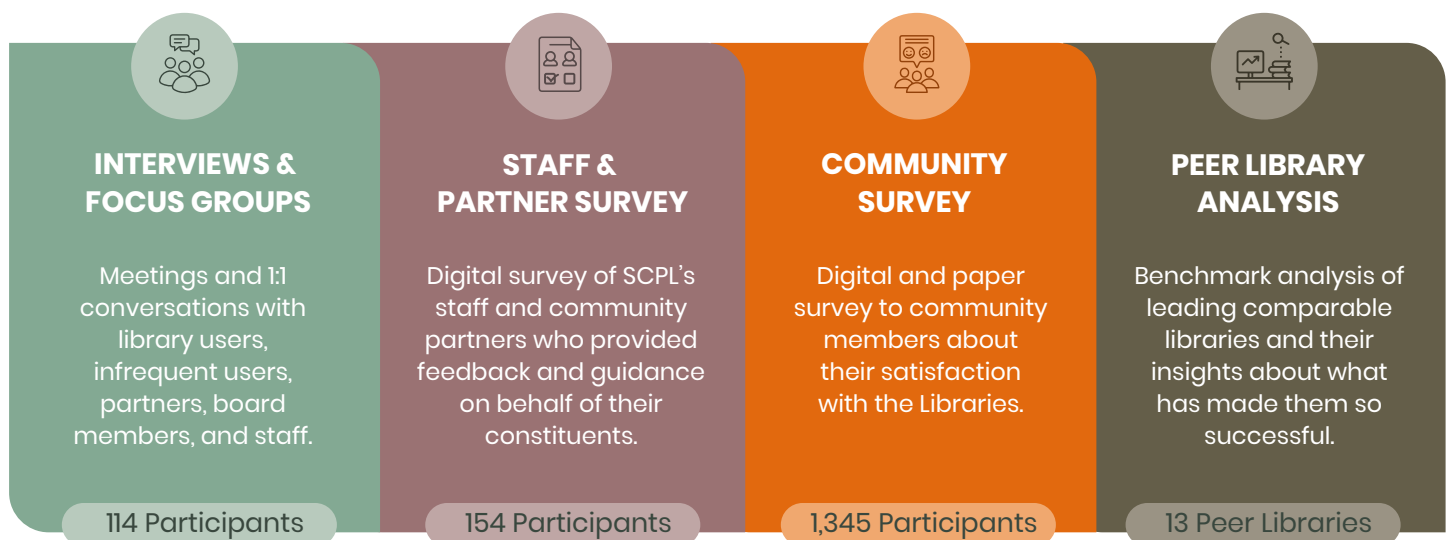 INTERVIEWS &
FOCUS GROUPS
Meetings and 1:1
conversations with
library users,
infrequent users,
partners, board
members, and staff.
114 Participants
STAFF &
PARTNER SURVEY
Digital survey of SCPL’s
staff and community
partners who provided
feedback and guidance
on behalf of their
constituents.
154 Participants
COMMUNITY
SURVEY
Digital and paper
survey to community
members about
their satisfaction
with the Libraries.
1,345 Participants
PEER LIBRARY
ANALYSIS
Benchmark analysis of
leading comparable
libraries and their
insights about what
has made them so
successful.
13 Peer Libraries